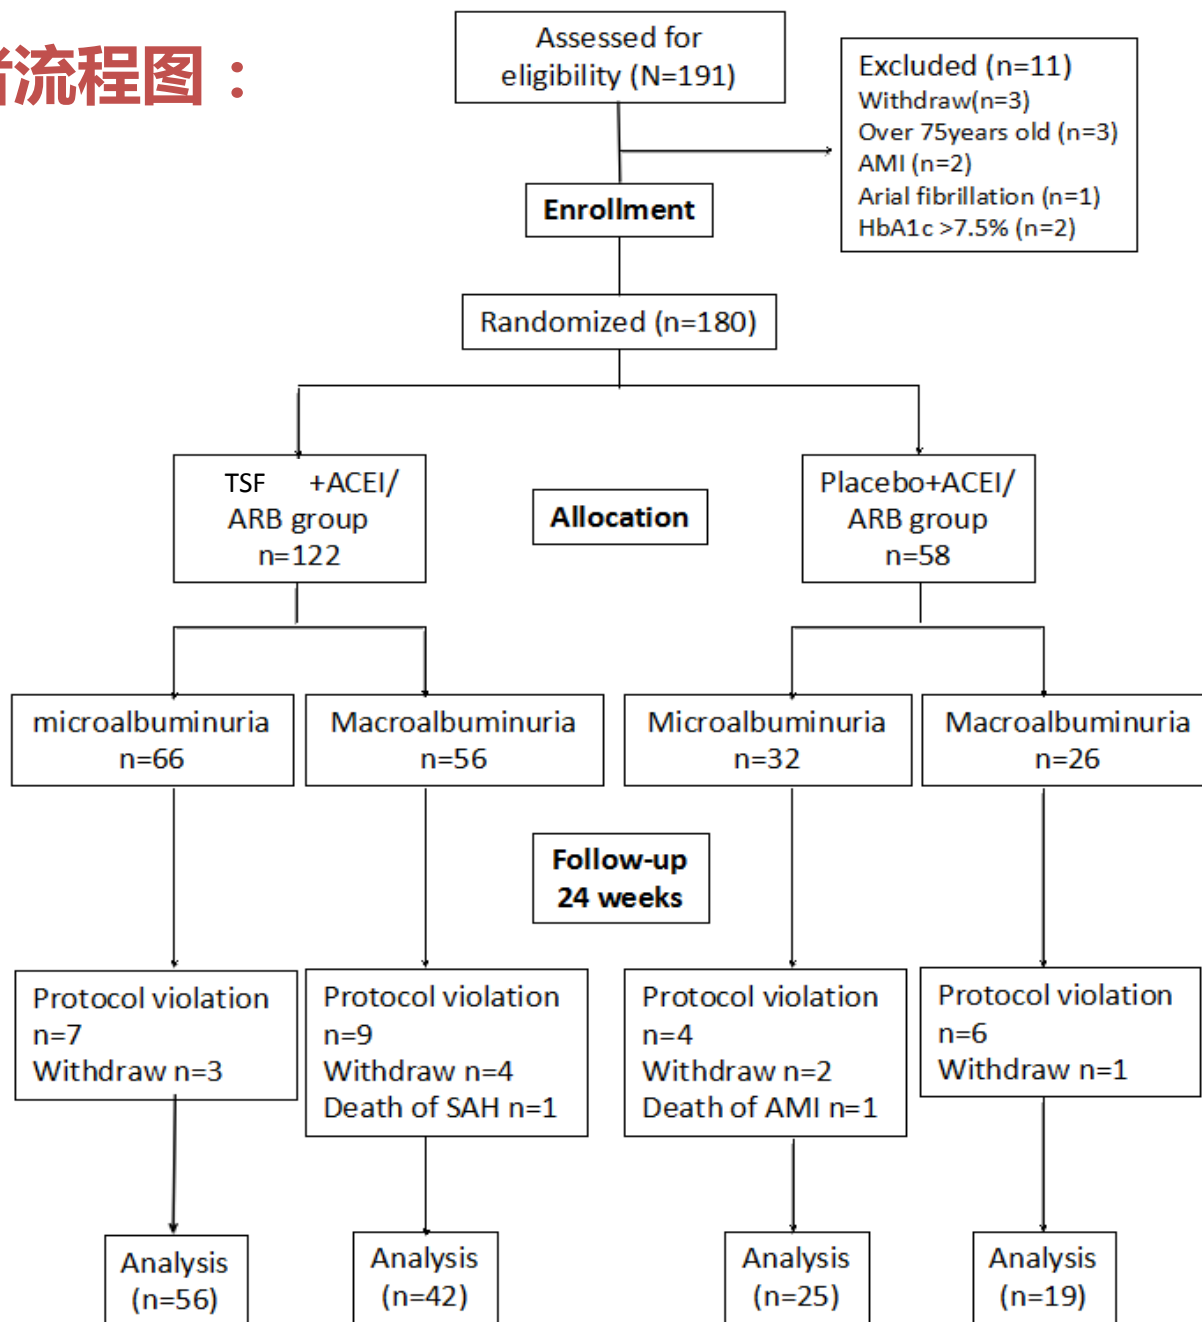 者流程图：
Assessed for
eligibility (N=191)
Excluded (n=11)
Withdraw(n=3)
Over 75years old (n=3)
AMI (n=2)
Arial fibrillation (n=1)
HbA1c >7.5% (n=2)
Enrollment
Randomized (n=180)
TSF +ACEI/
ARB group
n=122
Allocation
Placebo+ACEI/
ARB group
n=58
microalbuminuria
n=66
Macroalbuminuria
n=56
Microalbuminuria
n=32
Macroalbuminuria
n=26
Follow-up
24 weeks
Protocol violation
n=7
Withdraw n=3
Protocol violation
n=9
Withdraw n=4
Death of SAH n=1
Protocol violation
n=4
Withdraw n=2
Death of AMI n=1
Protocol violation
n=6
Withdraw n=1
Analysis
(n=56)
Analysis
(n=42)
Analysis
(n=25)
Analysis
(n=19)